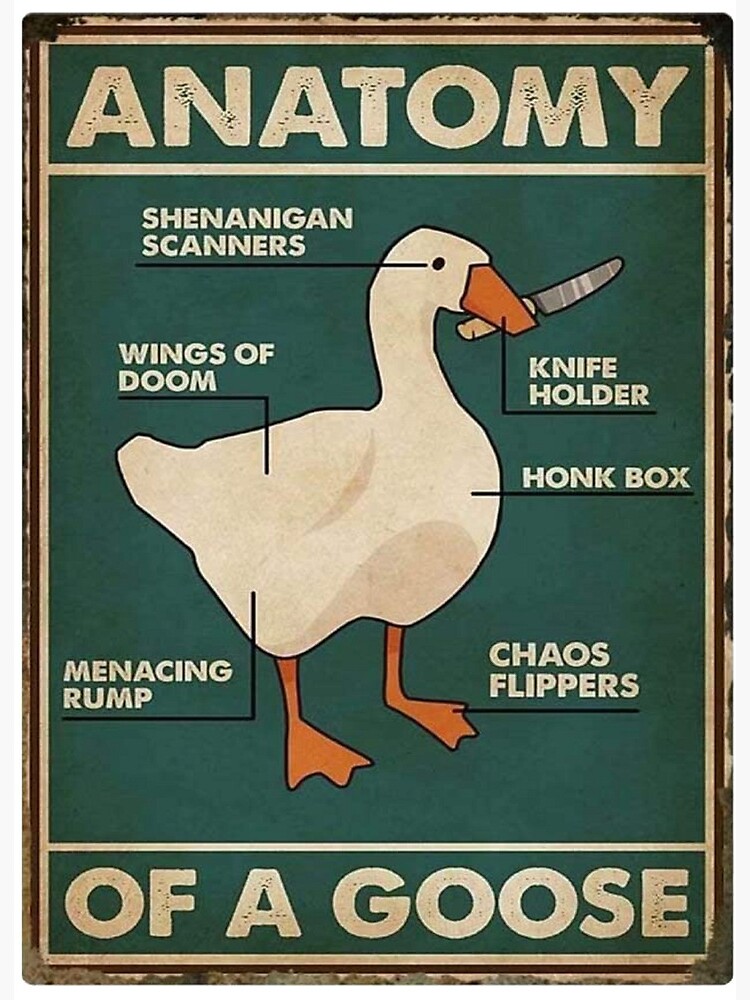 ANATOMY
SHENANIGAN
SCANNERS
WINGS OF
DOOM
KNIFE
HOLDER
HONK BOX
MENACING
RUMP
CHAOS
FLIPPERS
OF A GOOSE